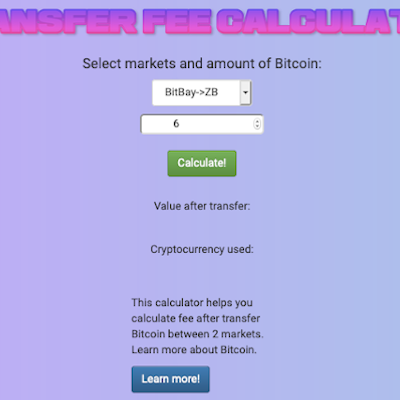 ANSFER FEE CALCULAT
Select markets and amount of Bitcoin:
BitBay->ZB
6
Calculate!
Value after transfer:
Cryptocurrency used:
This calculator helps you
calculate fee after transfer
Bitcoin between 2 markets.
Learn more about Bitcoin.
Learn more!